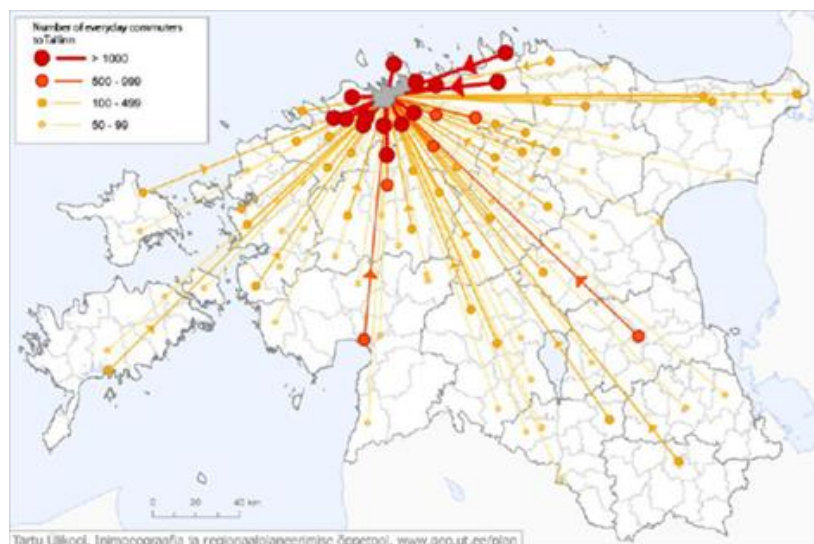 Number of everyday commuters
to Tallinn
> 1000
500 - 999
100 - 499
50 - 99
0 20 40 km
Tartu Ülikool, Inimgeograafia ja regionaalplaneerimise õppetool, www.geo.ut.ee/plan